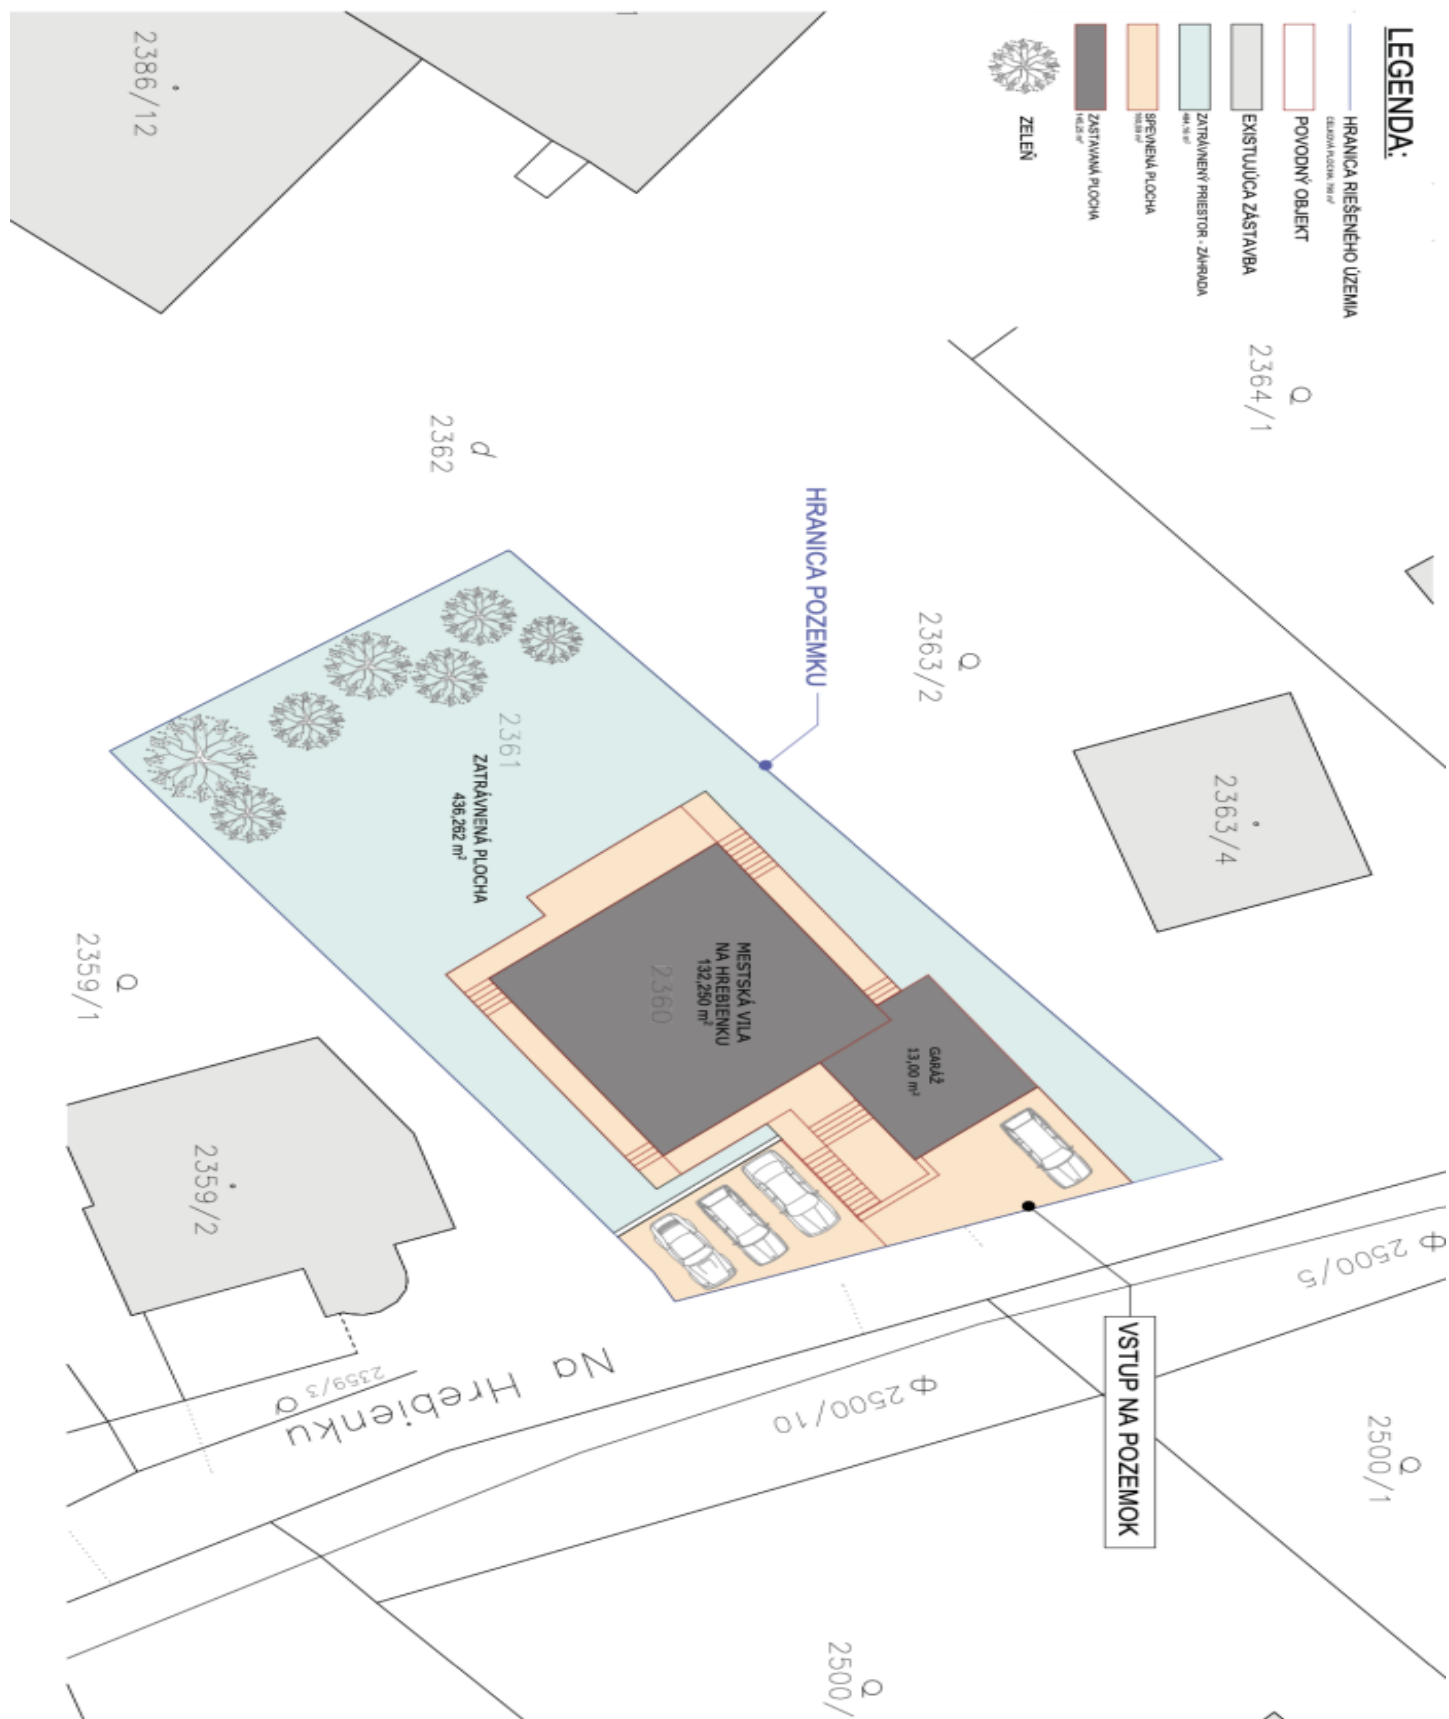 LEGENDA:
HRANICA RIEŠENÉHO ÚZEMIA
POVODNÝ OBJEKT
EXISTUJÚCA ZÁSTAVBA
ZATRÁVNENÝ PRIESTOR - ZÁHRADA
SPEVNENÁ PLOCHA
ZASTAVANÁ PLOCHA
145,25 m²
ZELEŇ
2386/12
2364/1
2362
d
HRANICA POZEMKU
2363/2
2363/4
2361
ZATRÁVNENÁ PLOCHA
436,262 m²
MESTSKÁ VILA
NA HREBIENKU
132,250 m²
2360
GARÁŽ
13,00 m²
2359/1
2359/2
2359/3
Na Hrebienku
VSTUP NA POZEMOK
2500/5
2500/10
2500/1
2500/